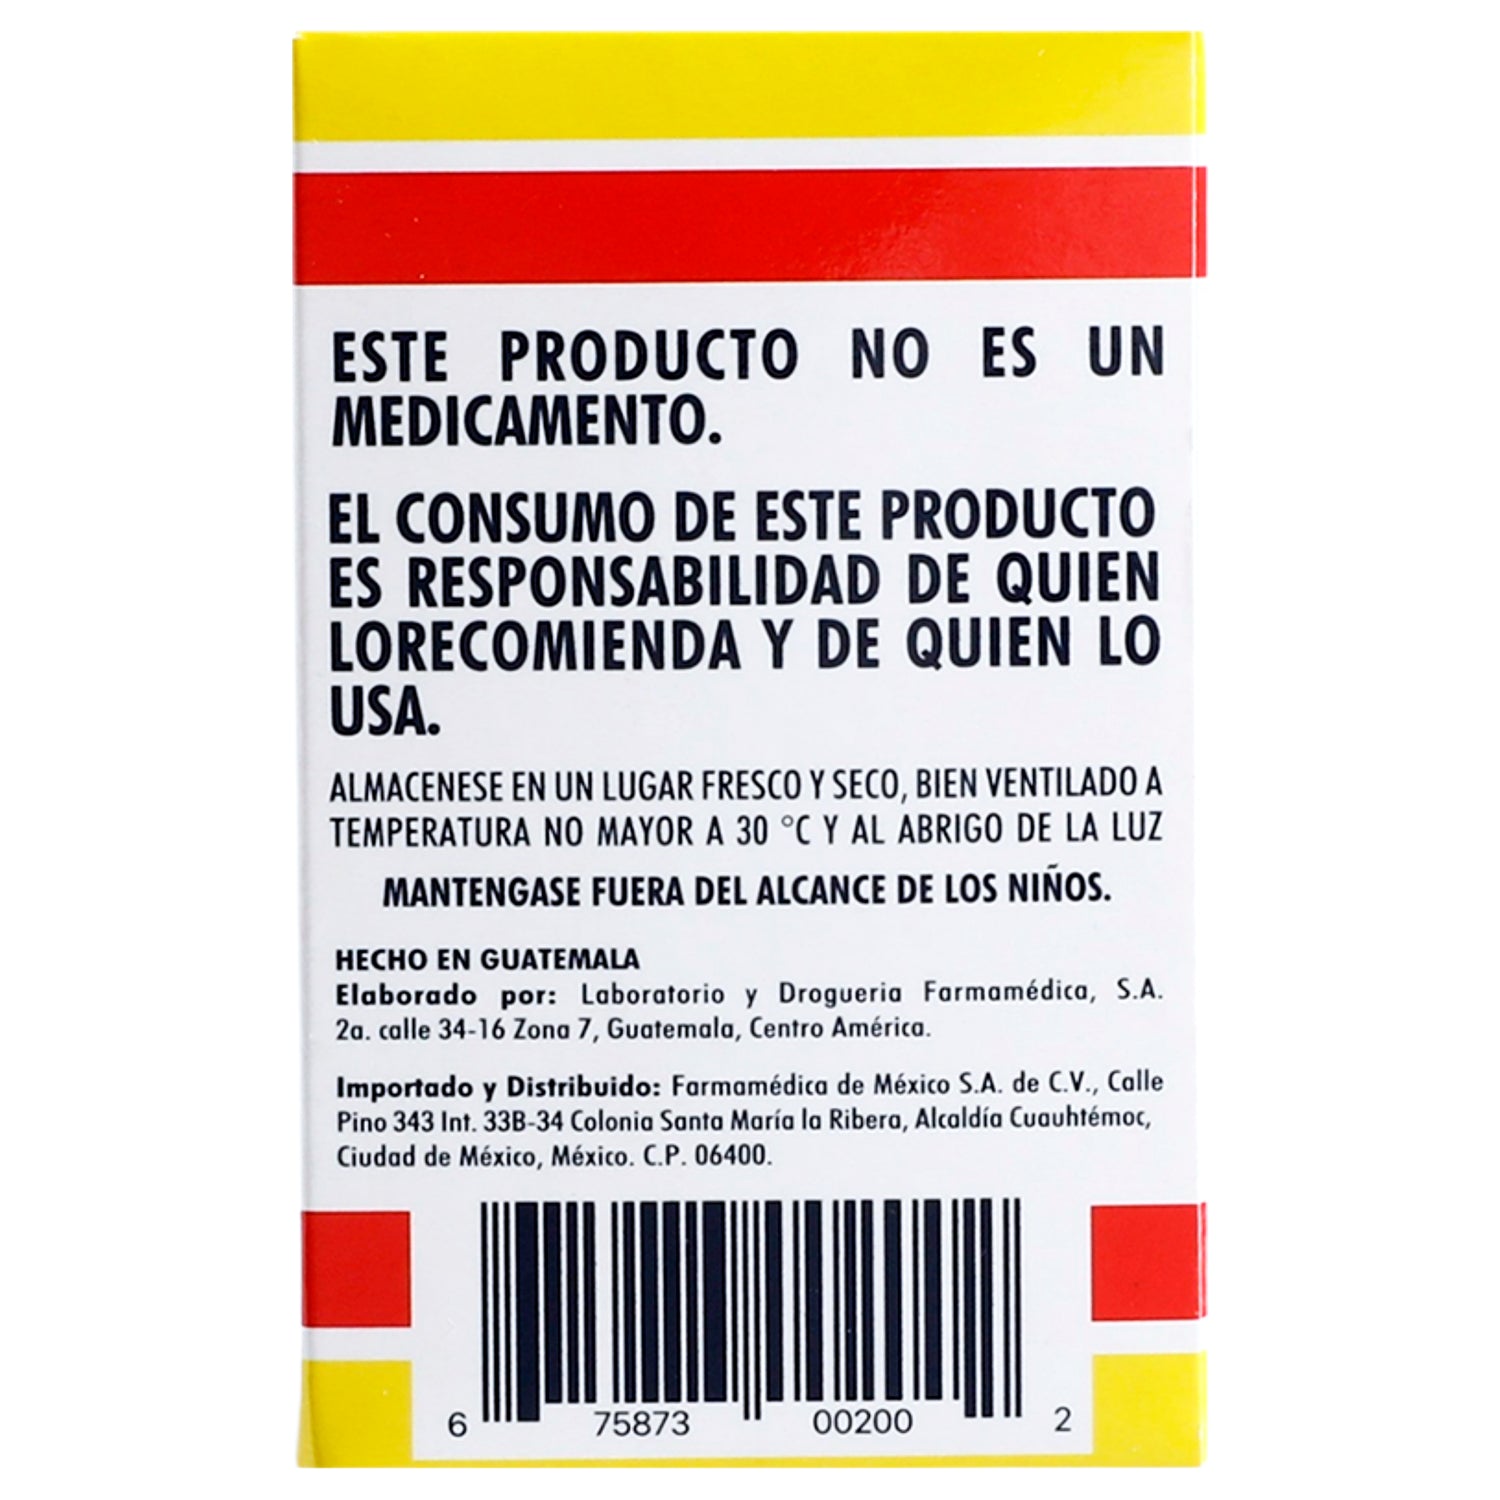 ESTE PRODUCTO NO ES UN
MEDICAMENTO.
EL CONSUMO DE ESTE PRODUCTO
ES RESPONSABILIDAD DE QUIEN
LORECOMIENDA Y DE QUIEN LO
USA.
ALMACENESE EN UN LUGAR FRESCO Y SECO, BIEN VENTILADO A
TEMPERATURA NO MAYOR A 30 °C Y AL ABRIGO DE LA LUZ
MANTENGASE FUERA DEL ALCANCE DE LOS NIÑOS.
HECHO EN GUATEMALA
Elaborado por: Laboratorio y Drogueria Farmamédica, S.A.
2a. calle 34-16 Zona 7, Guatemala, Centro América.
Importado y Distribuido: Farmamédica de México S.A. de C.V., Calle
Pino 343 Int. 33B-34 Colonia Santa María la Ribera, Alcaldía Cuauhtémoc,
Ciudad de México, México. C.P. 06400.
6 75873 00200 2